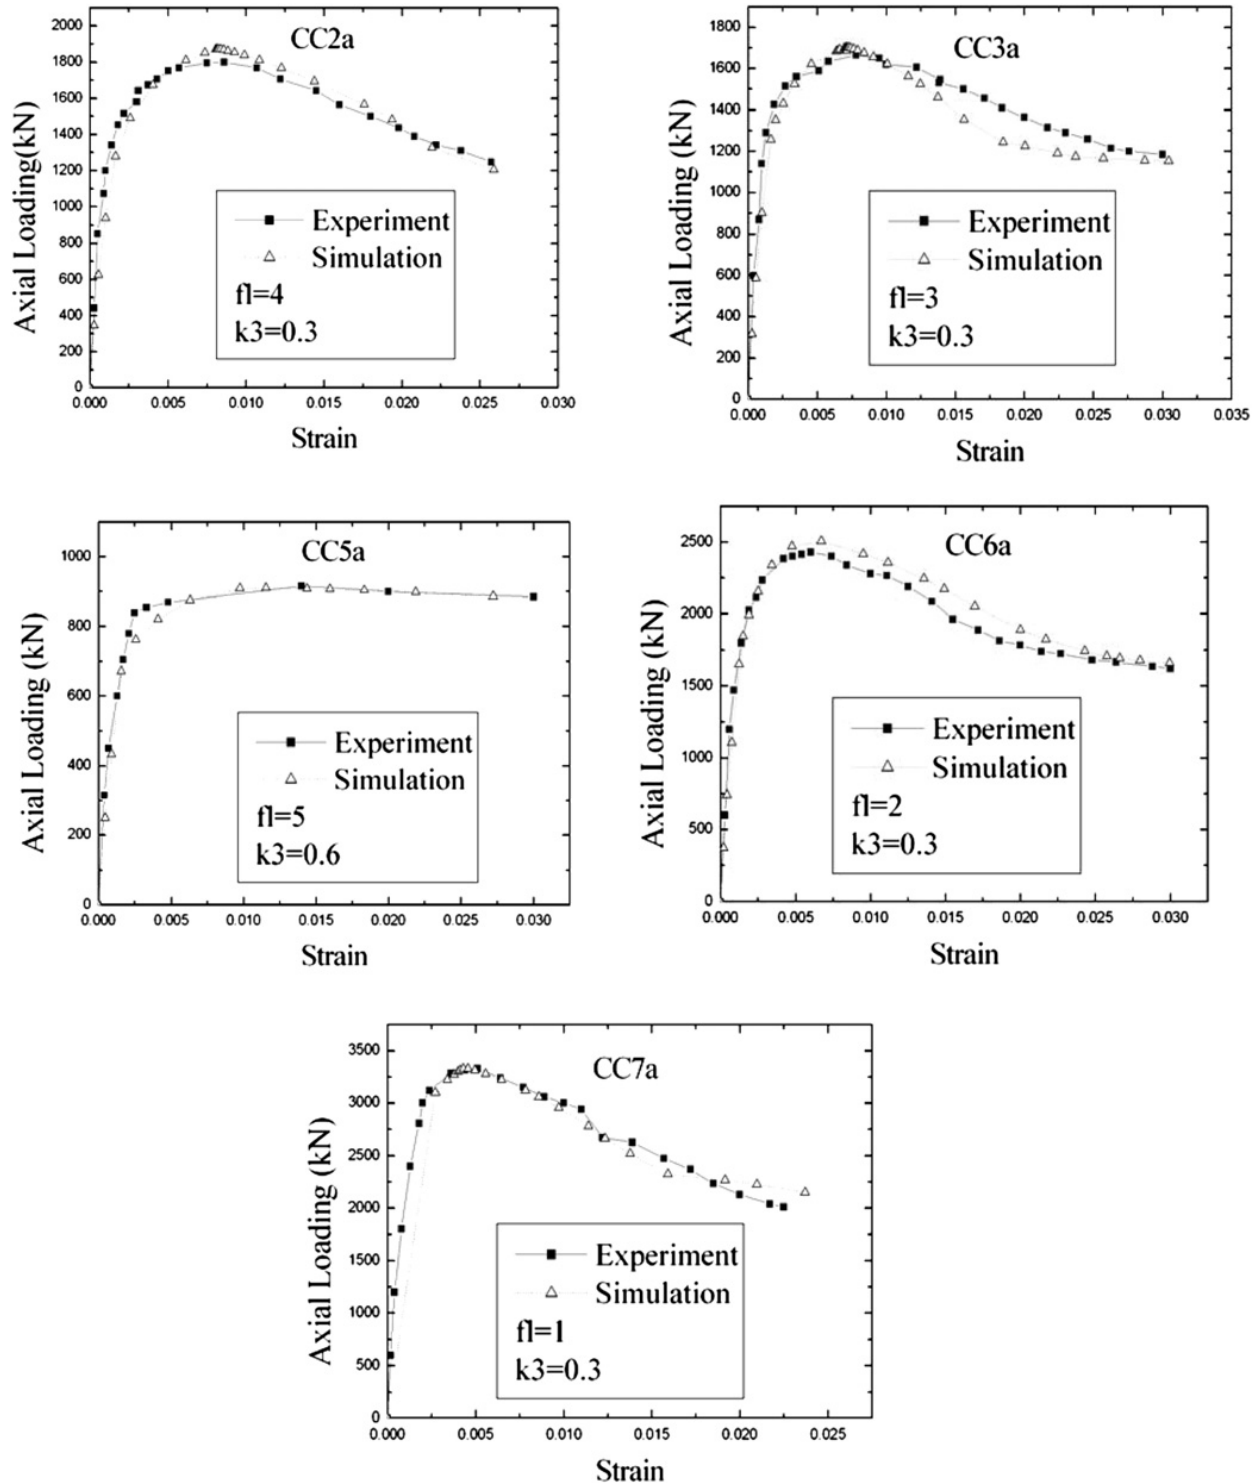 CC2a
Axial Loading(kN)
2000
1800
1600
1400
1200
1000
800
600
400
200
0
Experiment
Simulation
fl=4
k3=0.3
0.000 0.005 0.010 0.015 0.020 0.025 0.030
Strain
CC3a
Axial Loading (kN)
1800
1600
1400
1200
1000
800
600
400
200
0
Experiment
Simulation
fl=3
k3=0.3
0.000 0.005 0.010 0.015 0.020 0.025 0.030 0.035
Strain
CC5a
Axial Loading (kN)
1000
800
600
400
200
0
Experiment
Simulation
fl=5
k3=0.6
0.000 0.005 0.010 0.015 0.020 0.025 0.030
Strain
CC6a
Axial Loading (kN)
2500
2000
1500
1000
500
0
Experiment
Simulation
fl=2
k3=0.3
0.000 0.005 0.010 0.015 0.020 0.025 0.030
Strain
CC7a
Axial Loading (kN)
3500
3000
2500
2000
1500
1000
500
0
Experiment
Simulation
fl=1
k3=0.3
0.000 0.005 0.010 0.015 0.020 0.025
Strain